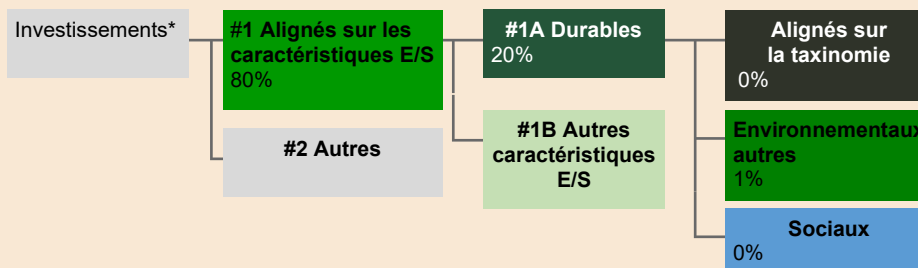 Investissements*
#1 Alignés sur les
caractéristiques E/S
80%
#2 Autres
#1A Durables
20%
#1B Autres
caractéristiques
E/S
Alignés sur
la taxinomie
0%
Environnementaux
autres
1%
Sociaux
0%